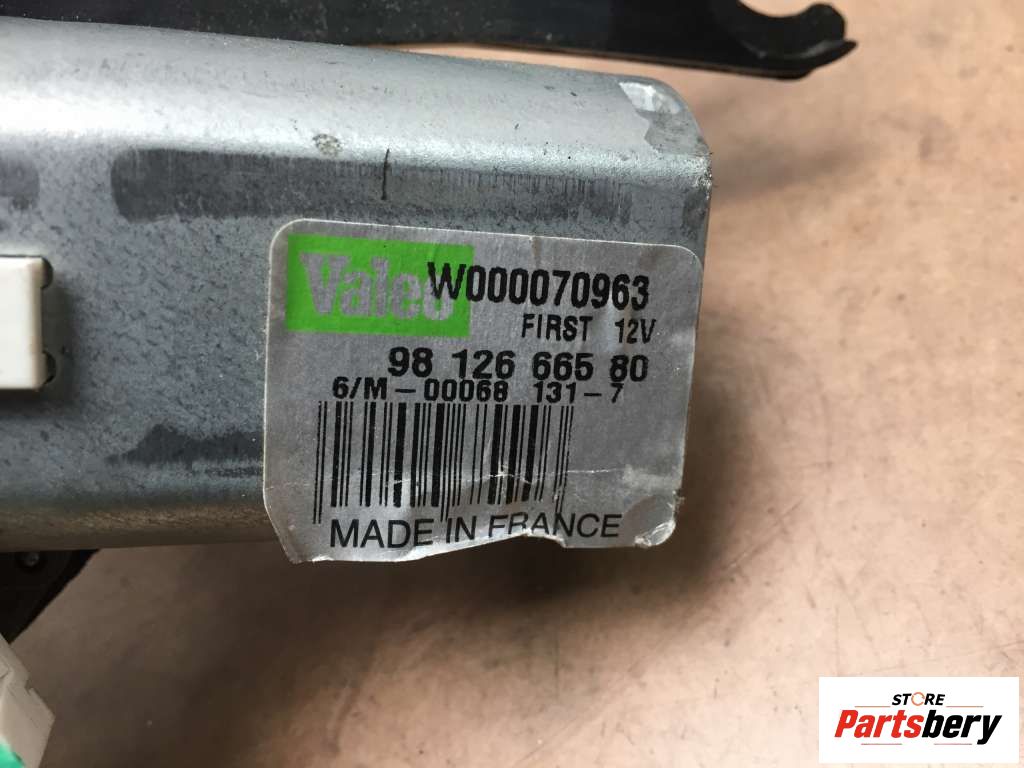 Valeo W000070963
FIRST 12V
98 126 665 80
6/M-00068 131-7
MADE IN FRANCE
STORE
Partsbery